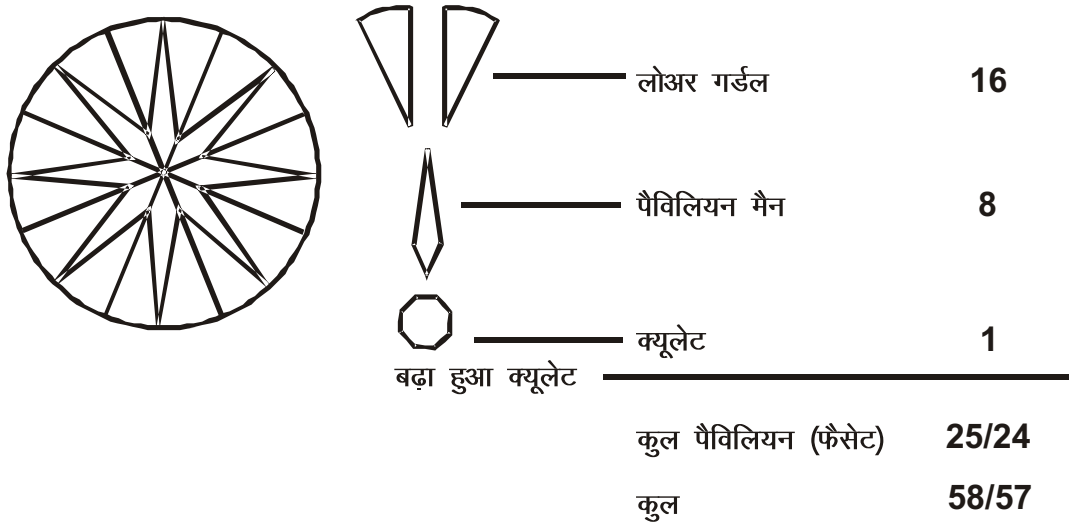 लोअर गर्डल 16
पैविलियन मैन 8
क्यूलेट 1
बढ़ा हुआ क्यूलेट
कुल पैविलियन (फैसेट) 25/24
कुल 58/57